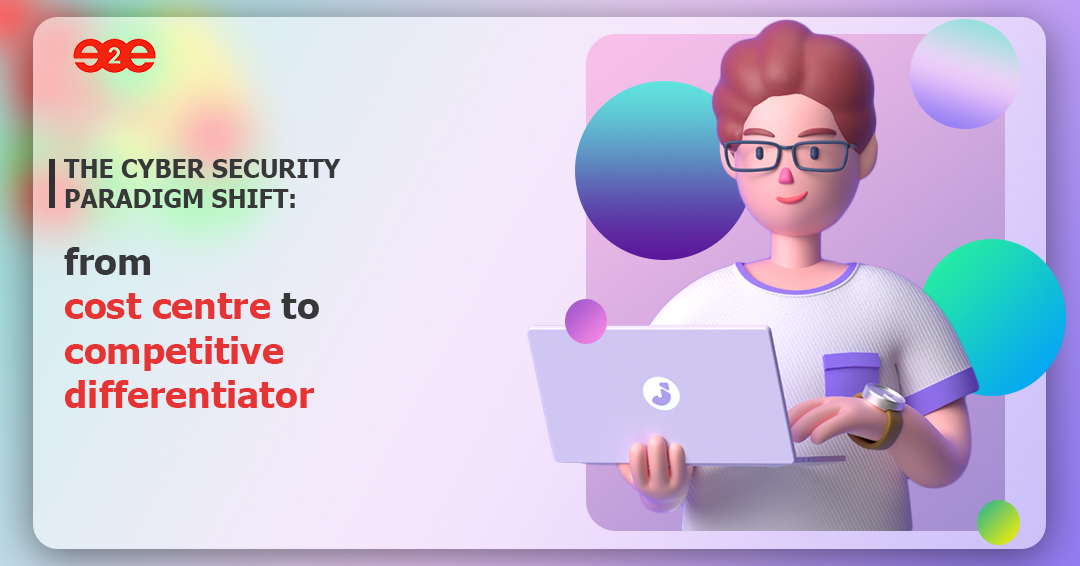 e2e
THE CYBER SECURITY
PARADIGM SHIFT:
from
cost centre to
competitive
differentiator